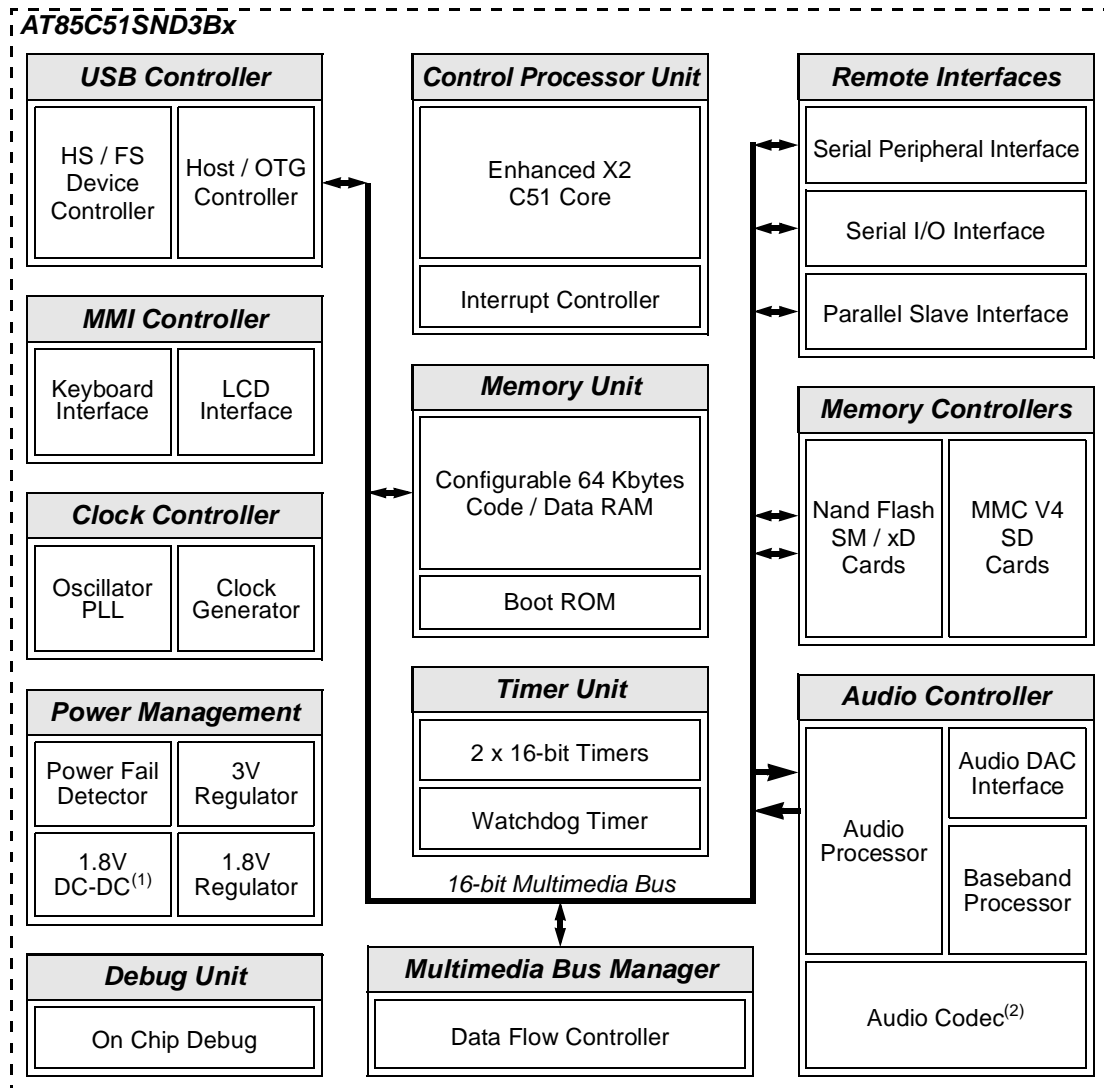 AT85C51SND3Bx
USB Controller
HS / FS
Device
Controller
Host / OTG
Controller
MMI Controller
Keyboard
Interface
LCD
Interface
Clock Controller
Oscillator
PLL
Clock
Generator
Power Management
Power Fail
Detector
3V
Regulator
1.8V
DC-DC(1)
1.8V
Regulator
Debug Unit
On Chip Debug
Control Processor Unit
Enhanced X2
C51 Core
Interrupt Controller
Memory Unit
Configurable 64 Kbytes
Code / Data RAM
Boot ROM
Timer Unit
2 x 16-bit Timers
Watchdog Timer
16-bit Multimedia Bus
Multimedia Bus Manager
Data Flow Controller
Remote Interfaces
Serial Peripheral Interface
Serial I/O Interface
Parallel Slave Interface
Memory Controllers
Nand Flash
SM / xD
Cards
MMC V4
SD
Cards
Audio Controller
Audio
Processor
Audio DAC
Interface
Baseband
Processor
Audio Codec(2)